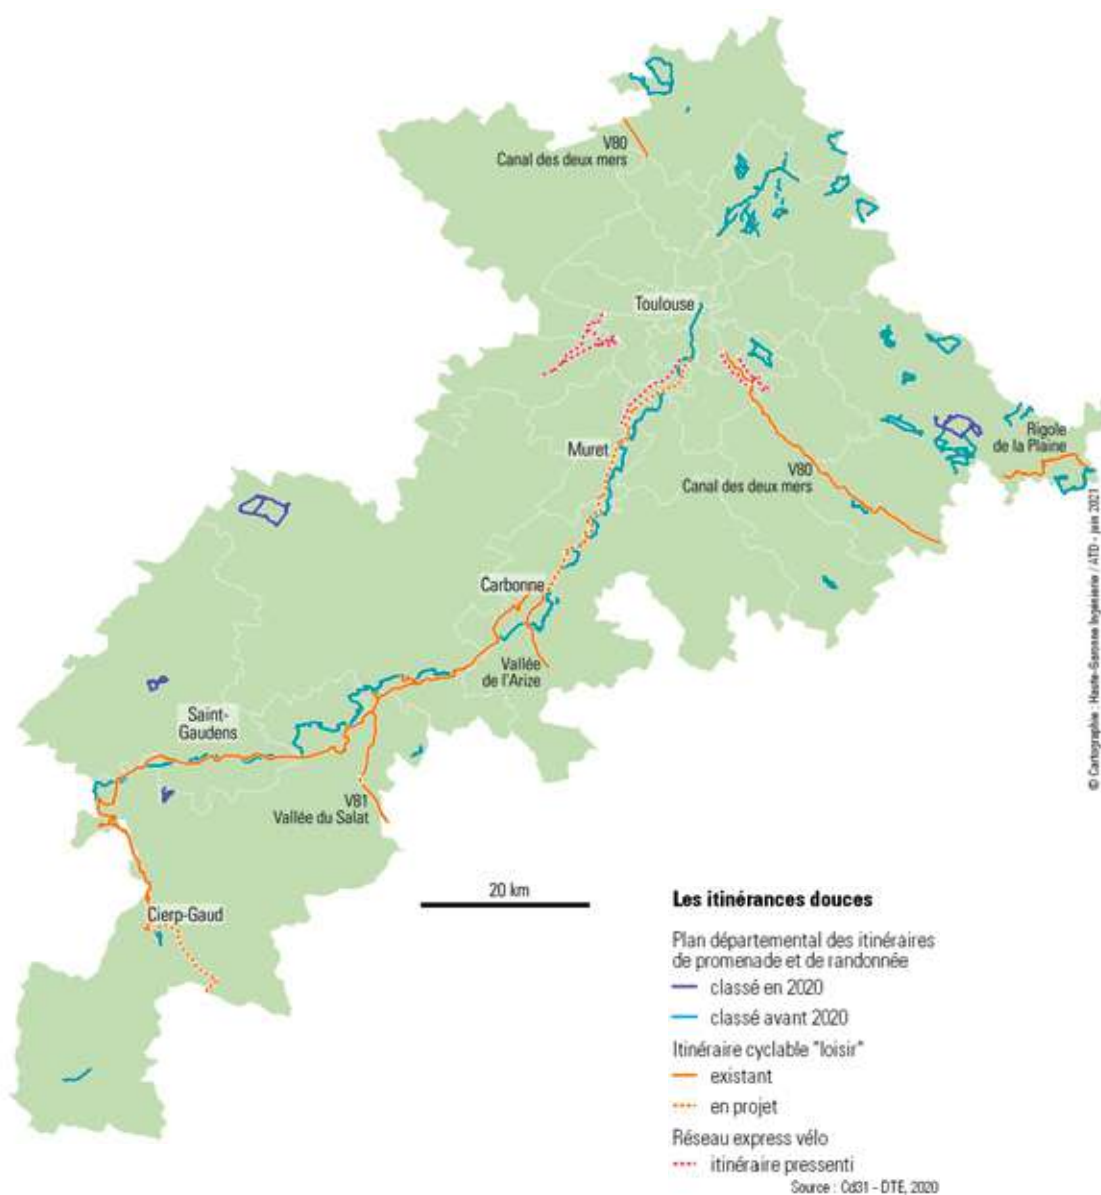 V80
Canal des deux mers
Toulouse
Muret
V80
Canal des deux mers
Rigole
de la Plaine
Carbonne
Vallée
de l'Arize
Saint-
Gaudens
V81
Vallée du Salat
Cierp-Gaud
20 km
Les itinérances douces
Plan départemental des itinéraires
de promenade et de randonnée
classé en 2020
classé avant 2020
Itinéraire cyclable "loisir"
existant
en projet
Réseau express vélo
itinéraire pressenti
Source : Cd31 - DTE, 2020
© Cartographie : Haute-Garonne Ingénierie / ATD - juin 2021